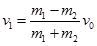 v₁ = (m₁ − m₂)/(m₁ + m₂) v₀